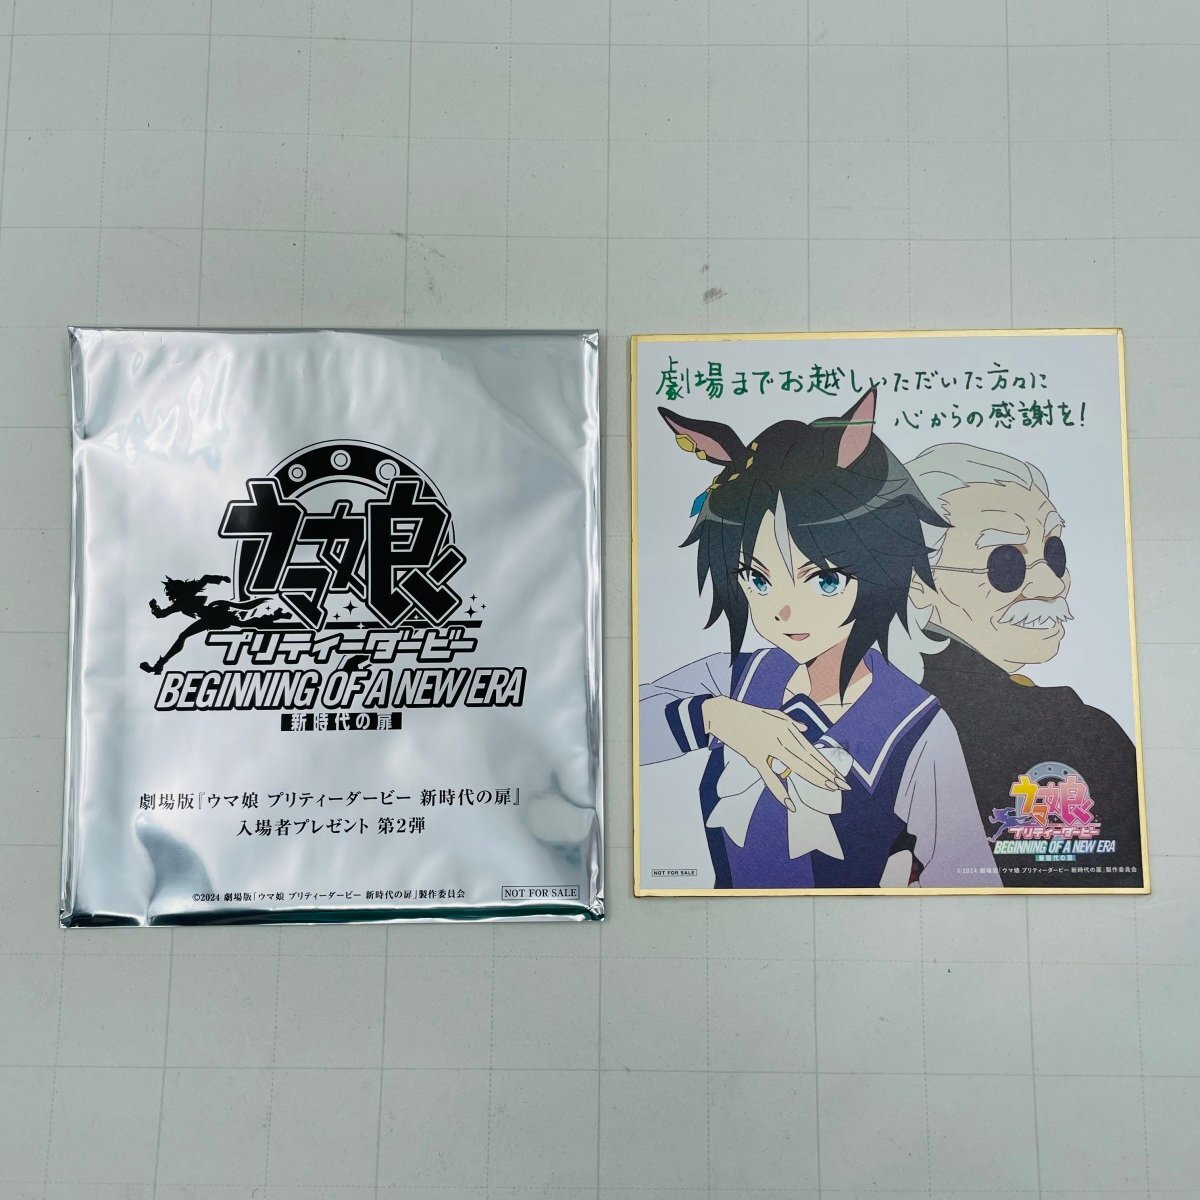 ウマ娘
プリティーダービー
BEGINNING OF A NEW ERA
新時代の扉
劇場版『ウマ娘 プリティーダービー 新時代の扉』
入場者プレゼント 第2弾
©2024 劇場版「ウマ娘 プリティーダービー 新時代の扉」製作委員会
NOT FOR SALE
劇場までお越しいただいた方々に
心からの感謝を!
ウマ娘
プリティーダービー
BEGINNING OF A NEW ERA
新時代の扉
NOT FOR SALE
©2024 劇場版「ウマ娘 プリティーダービー 新時代の扉」製作委員会